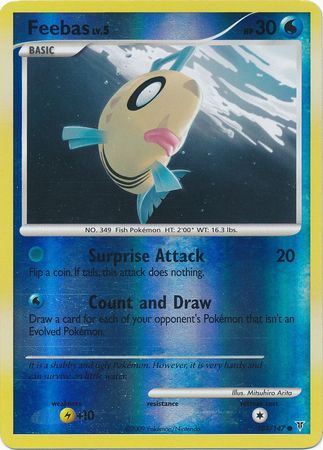 Feebas LV.5 HP 30
BASIC
NO. 349 Fish Pokémon HT: 2'00" WT: 16.3 lbs.
Surprise Attack 20
Flip a coin. If tails, this attack does nothing.
Count and Draw
Draw a card for each of your opponent's Pokémon that isn't an
Evolved Pokémon.
It is a shabby and ugly Pokémon. However, it is very hardy and
can survive on little water.
Illus. Mitsuhiro Arita
weakness resistance retreat cost
+10
/147
©2009 Pokémon/Nintendo